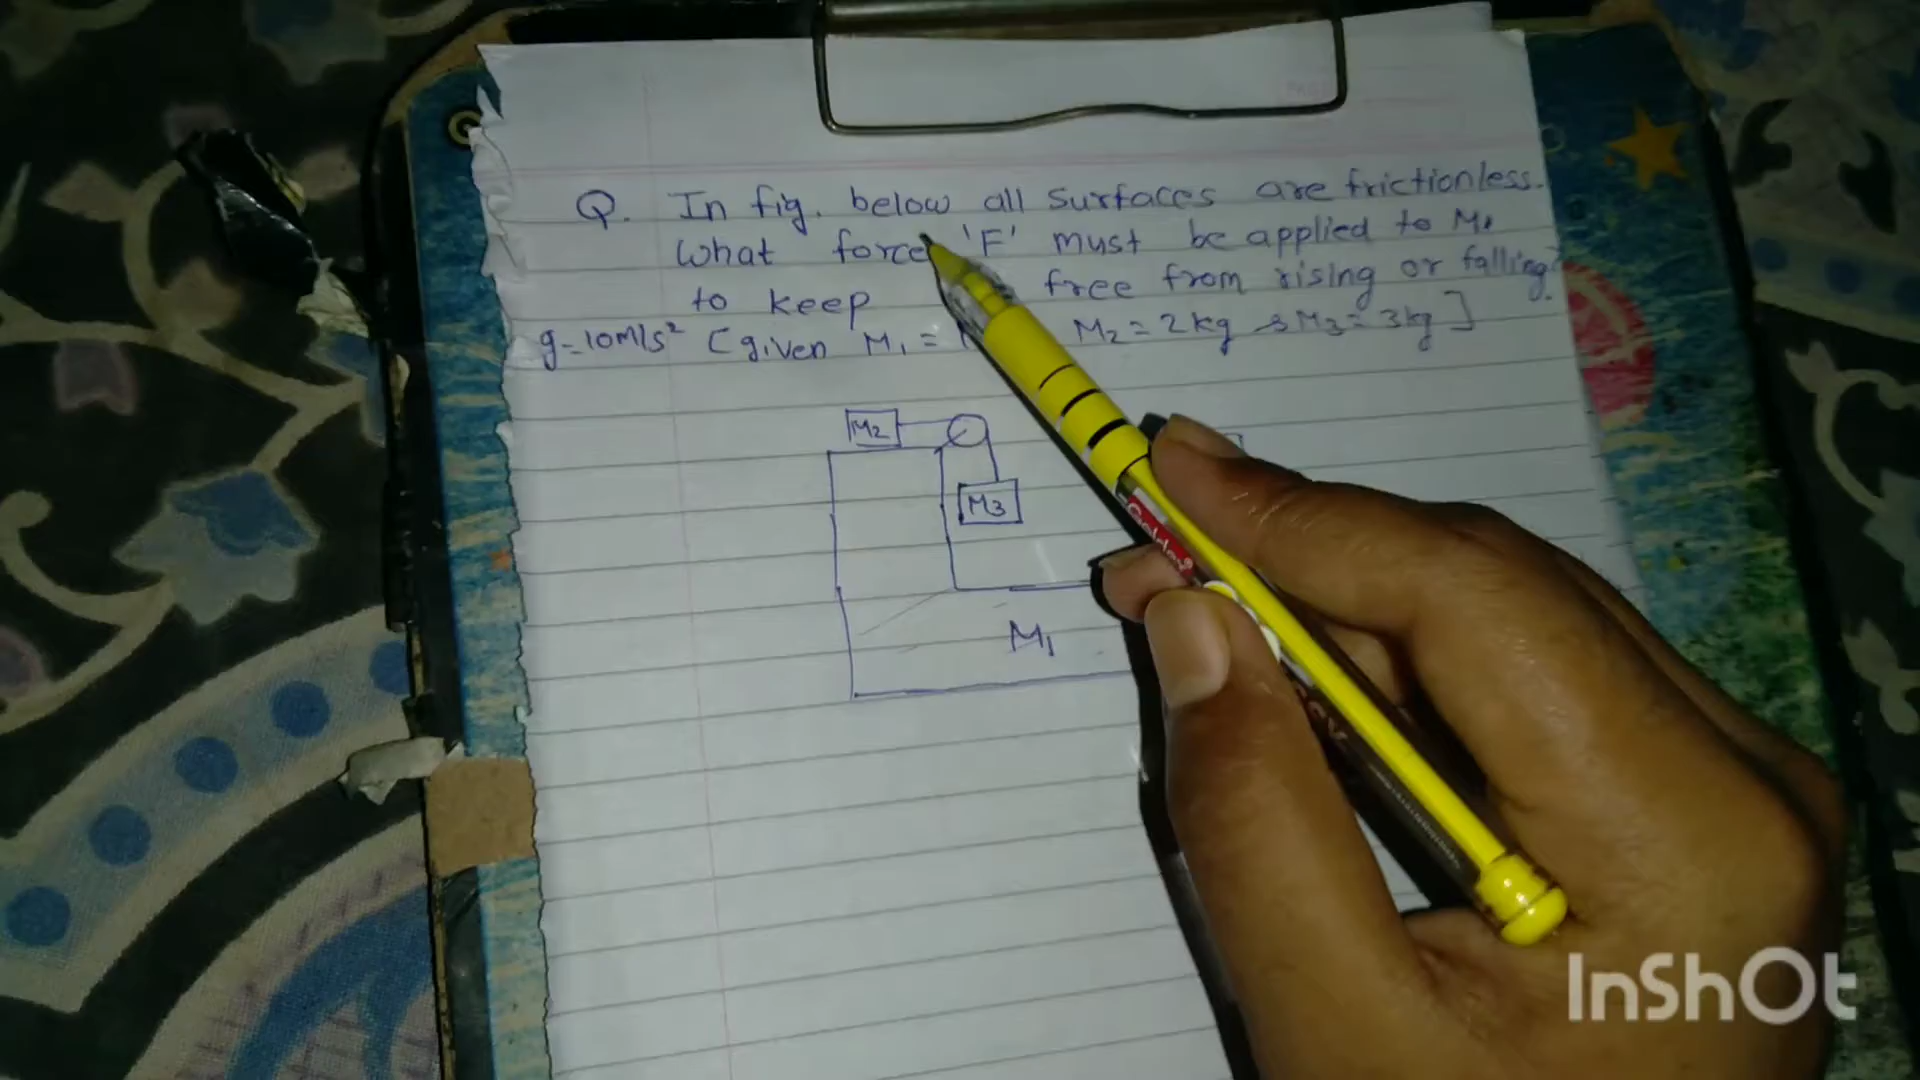 Q. In fig. below all surfaces are frictionless.
What force 'F' must be applied to M₁
to keep free from rising or falling?
g=10M/s² [given M₁ = M₂ = 2kg & M₃ = 3kg]
M₂
M₃
M₁
Goldex®
InShOt